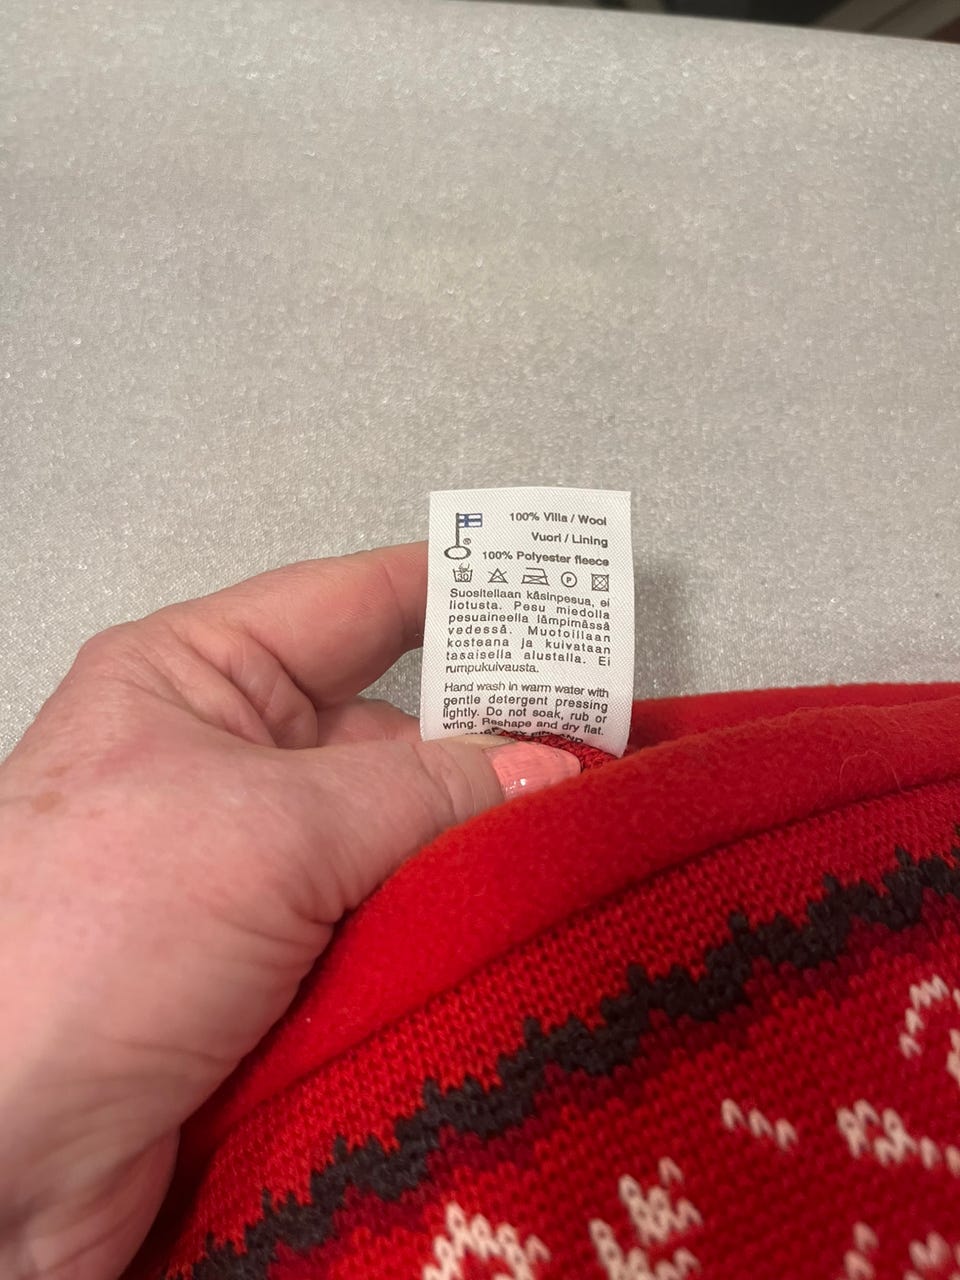 100% Villa / Wool
Vuori / Lining
®
100% Polyester fleece
30
P
Suositellaan käsinpesua, ei
liotusta. Pesu miedolla
pesuaineella lämpimässä
vedessä. Muotoillaan
kosteana ja kuivataan
tasaisella alustalla. Ei
rumpukuivausta.
Hand wash in warm water with
gentle detergent pressing
lightly. Do not soak, rub or
wring. Reshape and dry flat.
FINLAND